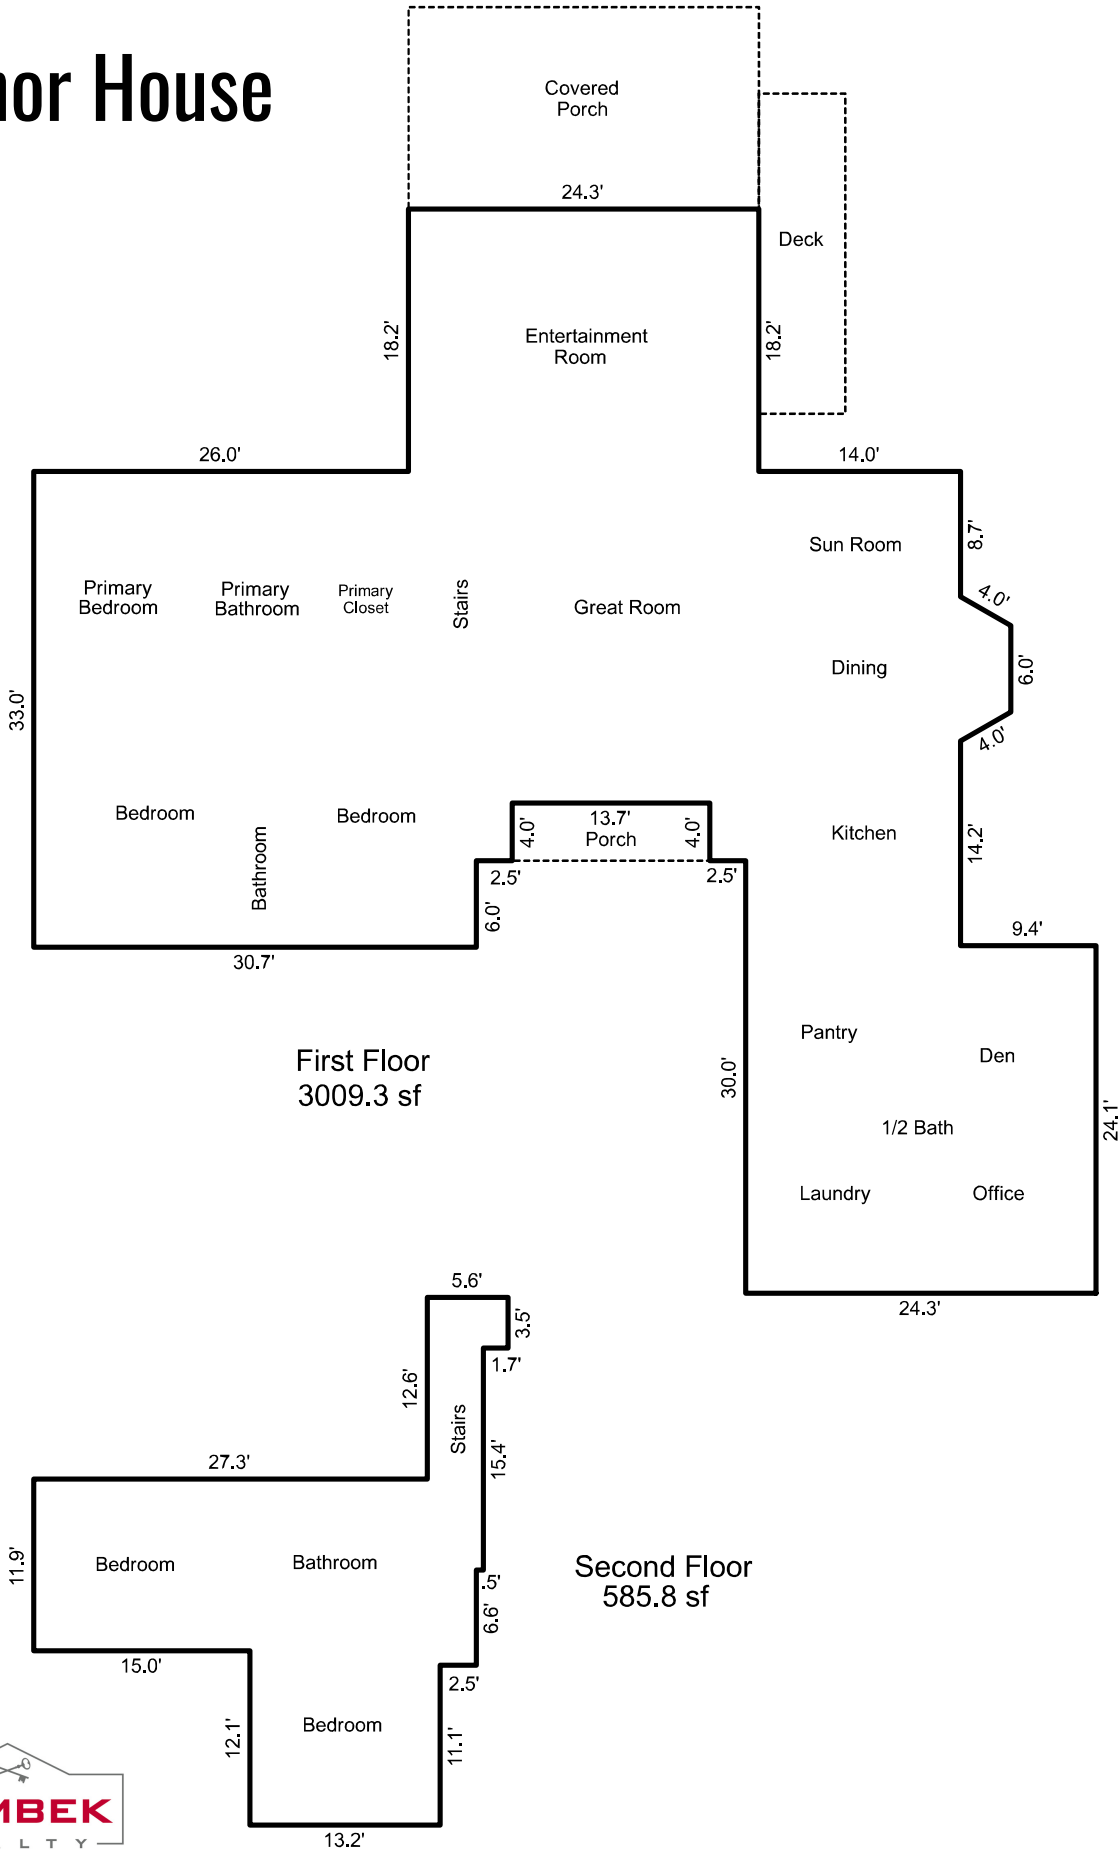 nor House
Covered
Porch
24.3'
Deck
18.2'
Entertainment
Room
18.2'
26.0'
14.0'
8.7'
Sun Room
4.0'
Primary
Bedroom
Primary
Bathroom
Primary
Closet
Stairs
Great Room
6.0'
Dining
33.0'
4.0'
Bedroom
Bedroom
Bathroom
4.0'
13.7'
Porch
4.0'
Kitchen
14.2'
2.5'
2.5'
6.0'
30.7'
9.4'
First Floor
3009.3 sf
30.0'
Pantry
Den
1/2 Bath
24.1'
Laundry
Office
24.3'
5.6'
3.5'
1.7'
12.6'
Stairs
15.4'
27.3'
11.9'
Bedroom
Bathroom
.5'
6.6'
Second Floor
585.8 sf
15.0'
2.5'
12.1'
Bedroom
11.1'
13.2'
MBEK
L T Y